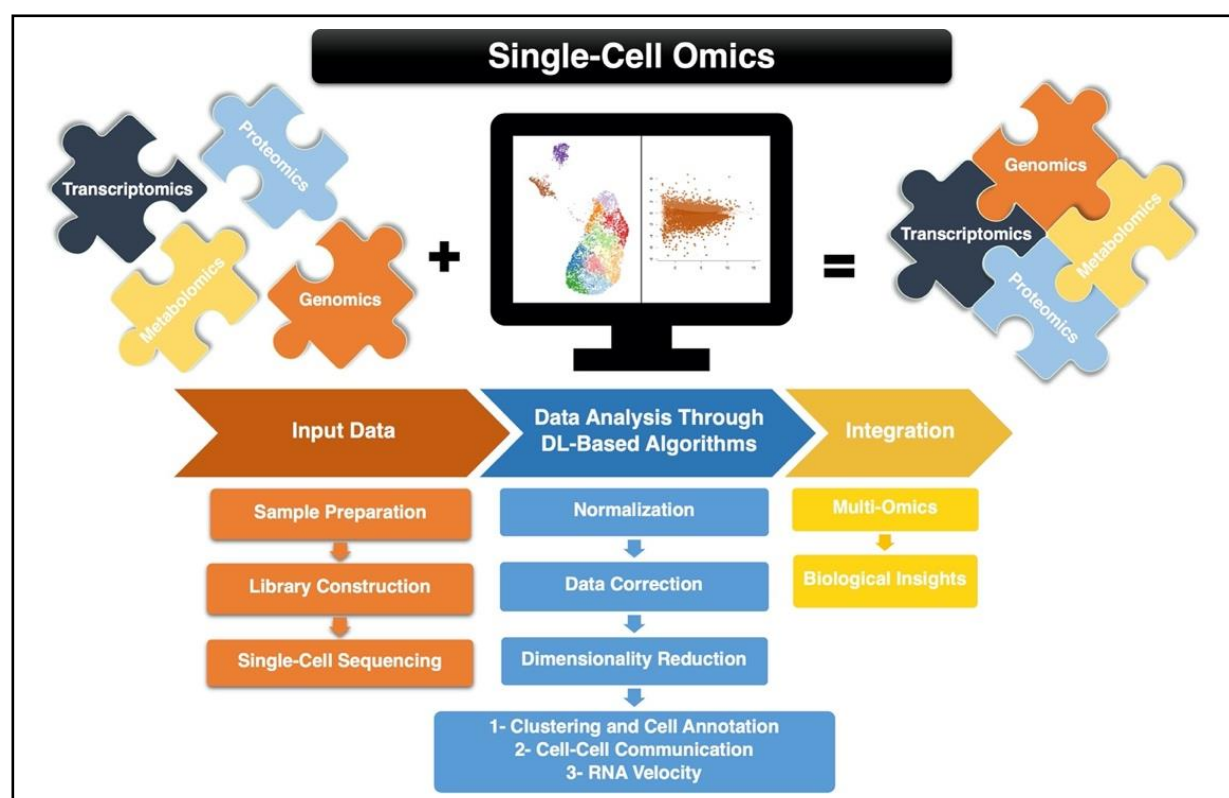 Single-Cell Omics
Transcriptomics
Proteomics
Metabolomics
Genomics
+
=
Genomics
Transcriptomics
Metabolomics
Proteomics
Input Data
Data Analysis Through
DL-Based Algorithms
Integration
Sample Preparation
Library Construction
Single-Cell Sequencing
Normalization
Data Correction
Dimensionality Reduction
1- Clustering and Cell Annotation
2- Cell-Cell Communication
3- RNA Velocity
Multi-Omics
Biological Insights